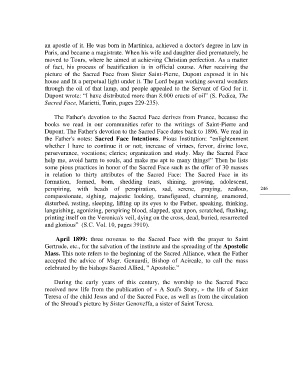 an apostle of it. He was born in Martinica, achieved a doctor's degree in law in
Paris, and became a magistrate. When his wife and daughter died prematurely, he
moved to Tours, where he aimed at achieving Christian perfection. As a matter
of fact, his process of beatification is in official course. After receiving the
picture of the Sacred Face from Sister Saint-Pierre, Dupont exposed it in his
house and in a perpetual light under it. The Lord began working several wonders
through the oil of that lamp, and people appealed to the Servant of God for it.
Dupont wrote: "I have distributed more than 8.000 cruets of oil" (S. Pedica, The
Sacred Face, Marietti, Turin, pages 229-235).
The Father's devotion to the Sacred Face derives from France, because the
books we read in our communities refer to the writings of Saint-Pierre and
Dupont. The Father's devotion to the Sacred Face dates back to 1896. We read in
the Father's notes: Sacred Face Intentions. Pious Institution: "enlightenment
whether I have to continue it or not, increase of virtues, fervor, divine love,
perseverance, vocations; clerics; organization and study. May the Sacred Face
help me, avoid harm to souls, and make me apt to many things!" Then he lists
some pious practices in honor of the Sacred Face such as the offer of 30 masses
in relation to thirty attributes of the Sacred Face: The Sacred Face in its
formation, formed, born, shedding tears, shining, growing, adolescent,
perspiring, with beads of perspiration, sad, serene, praying, zealous,
compassionate, sighing, majestic looking, transfigured, charming, enamored,
disturbed, resting, sleeping, lifting up its eyes to the Father, speaking, thinking,
languishing, agonizing, perspiring blood, slapped, spat upon, scratched, flushing,
printing itself on the Veronica's veil, dying on the cross, dead, buried, resurrected
and glorious" (S.C. Vol. 10, pages 3910).
246
April 1899: three novenas to the Sacred Face with the prayer to Saint
Gertrude, etc., for the salvation of the institute and the spreading of the Apostolic
Mass. This note refers to the beginning of the Sacred Alliance, when the Father
accepted the advice of Msgr. Genuardi, Bishop of Acireale, to call the mass
celebrated by the bishops Sacred Allied, " Apostolic."
During the early years of this century, the worship to the Sacred Face
received new life from the publication of « A Soul's Story, » the life of Saint
Teresa of the child Jesus and of the Sacred Face, as well as from the circulation
of the Shroud's picture by Sister Genoveffa, a sister of Saint Teresa.